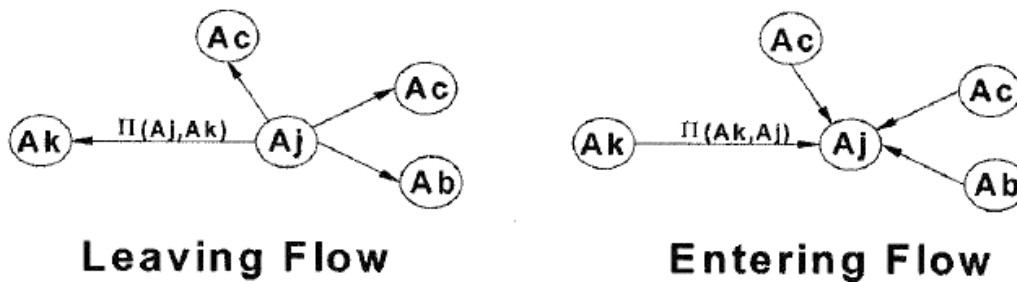 Ac
Ac
Ak
Π(Aj,Ak)
Aj
Ab
Leaving Flow
Ac
Ac
Ak
Π(Ak,Aj)
Aj
Ab
Entering Flow